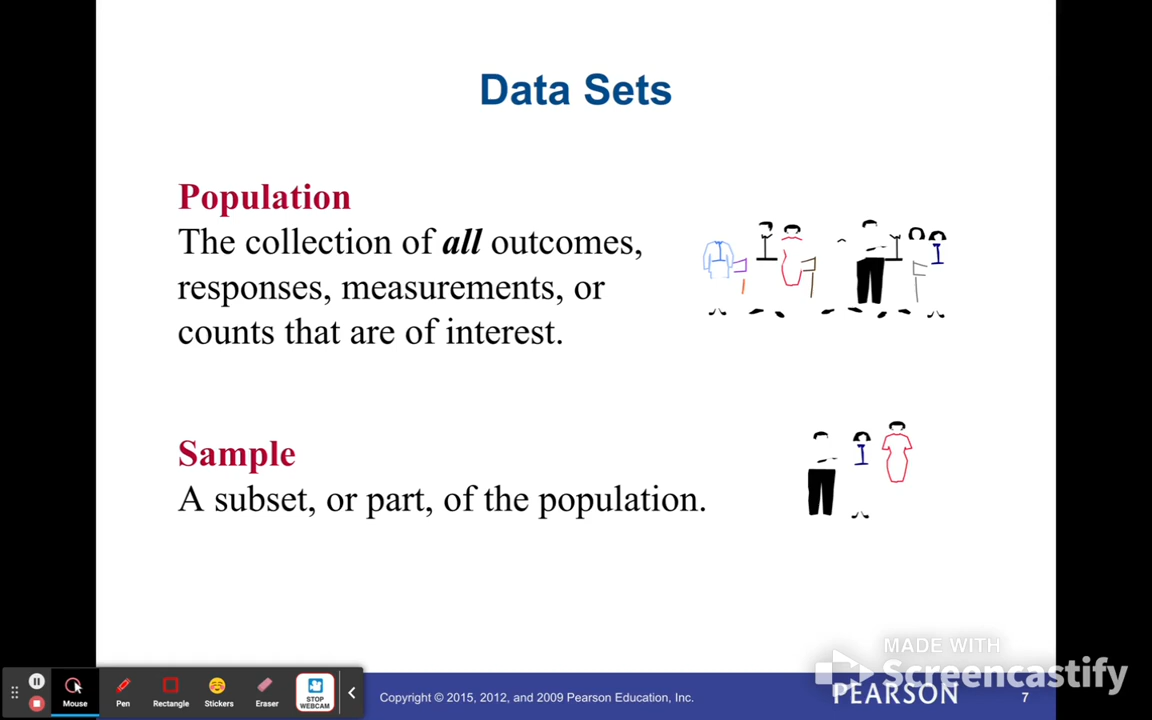 Data Sets
Population
The collection of all outcomes,
responses, measurements, or
counts that are of interest.
Sample
A subset, or part, of the population.
MADE WITH
Screencastify
Mouse
Pen
Rectangle
Stickers
Eraser
STOP
WEBCAM
Copyright © 2015, 2012, and 2009 Pearson Education, Inc.
PEARSON
7